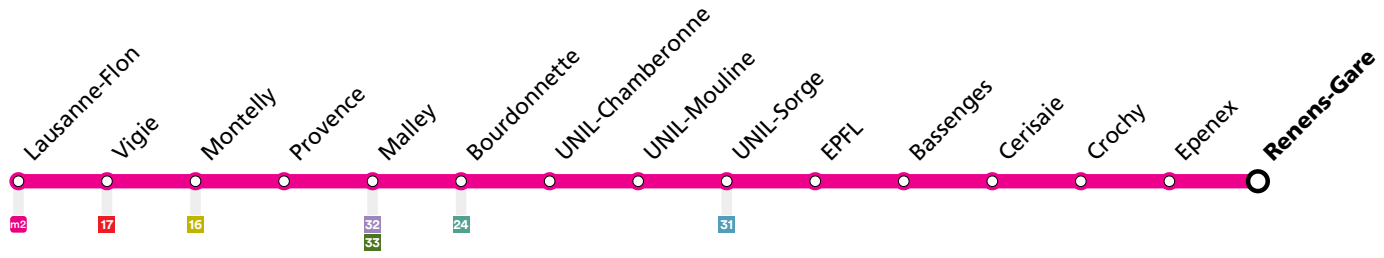 Lausanne-Flon
Vigie
Montelly
Provence
Malley
Bourdonnette
UNIL-Chamberonne
UNIL-Mouline
UNIL-Sorge
EPFL
Bassenges
Cerisaie
Crochy
Epenex
Renens-Gare
m2
17
16
32
33
24
31